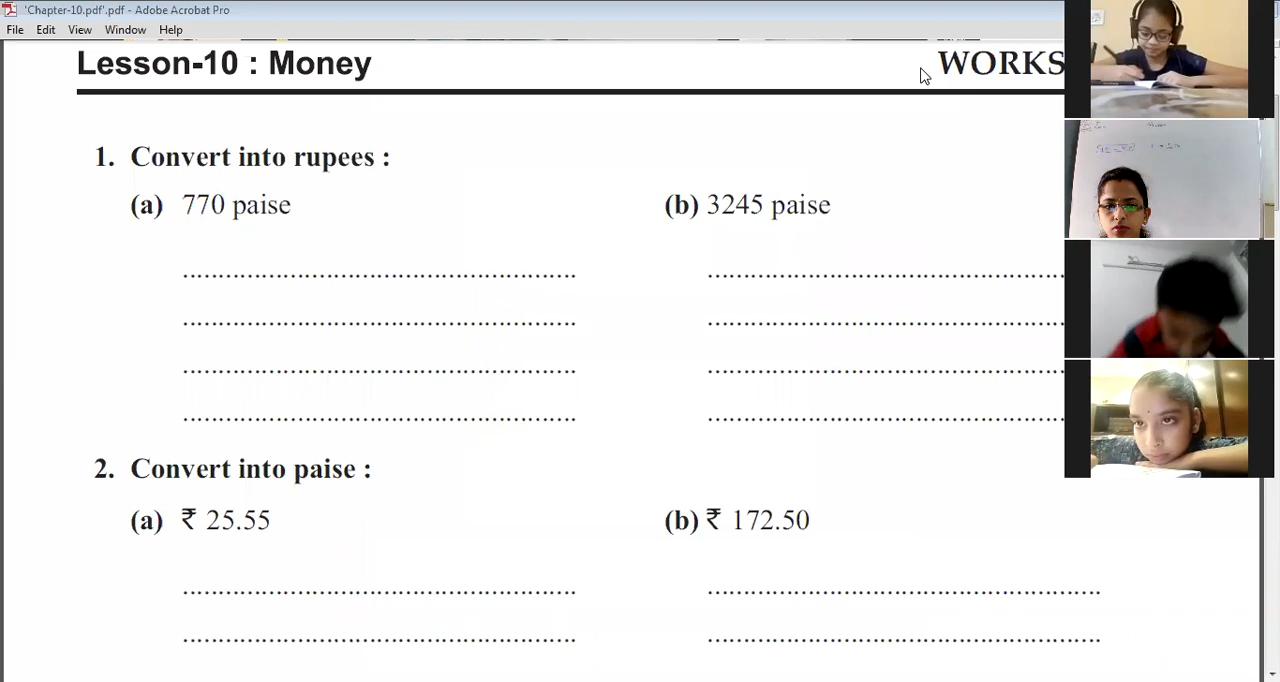 'Chapter-10.pdf'.pdf - Adobe Acrobat Pro
File Edit View Window Help
Lesson-10 : Money
WORKS
1. Convert into rupees :
(a) 770 paise (b) 3245 paise
2. Convert into paise :
(a) ₹ 25.55 (b) ₹ 172.50